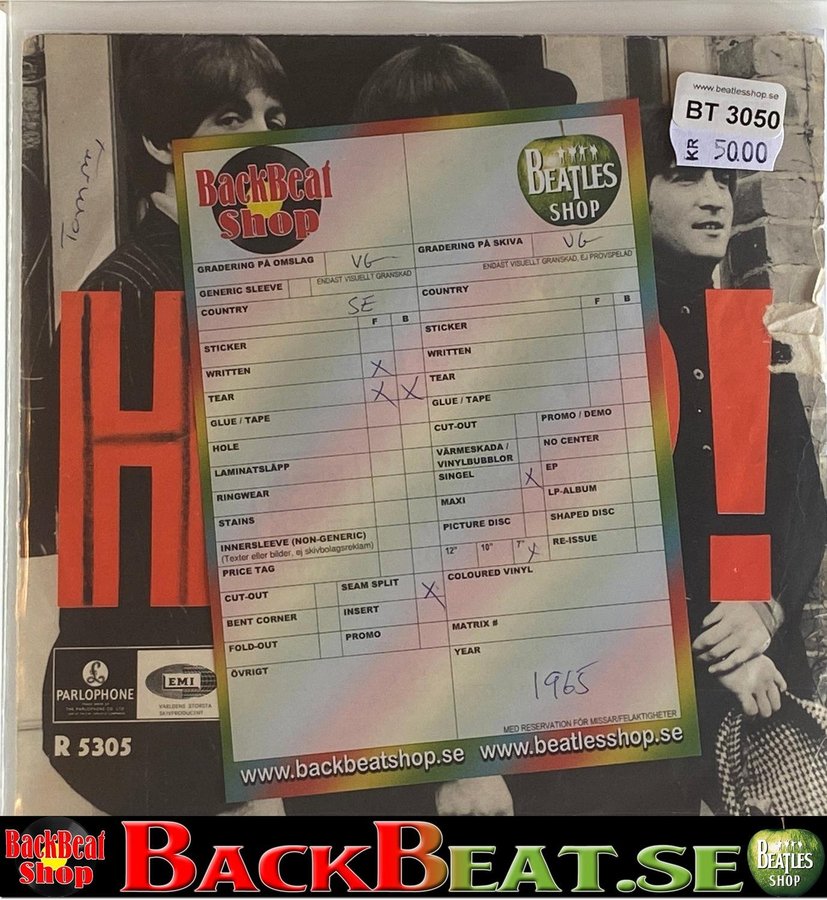 www.beatlesshop.se
BT 3050
KR 50.00
BackBeat
Shop
BEATLES
SHOP
GRADERING PÅ OMSLAG VG-
ENDAST VISUELLT GRANSKAD
GENERIC SLEEVE
COUNTRY SE
F B
STICKER
WRITTEN X
TEAR X X
GLUE / TAPE
HOLE
LAMINATSLÄPP
RINGWEAR
STAINS
INNERSLEEVE (NON-GENERIC)
(Texter eller bilder, ej skivbolagsreklam)
PRICE TAG
CUT-OUT SEAM SPLIT X
BENT CORNER INSERT
FOLD-OUT PROMO
ÖVRIGT
GRADERING PÅ SKIVA VG
ENDAST VISUELLT GRANSKAD, EJ PROVSPELAD
COUNTRY
F B
STICKER
WRITTEN
TEAR
GLUE / TAPE
CUT-OUT PROMO / DEMO
VÄRMESKADA /
VINYLBUBBLOR
NO CENTER
SINGEL X EP
MAXI LP-ALBUM
PICTURE DISC SHAPED DISC
12" 10" 7" X RE-ISSUE
COLOURED VINYL
MATRIX #
YEAR
1965
MED RESERVATION FÖR MISSAR/FELAKTIGHETER
www.backbeatshop.se www.beatlesshop.se
H !
PARLOPHONE
EMI
VÄRLDENS STÖRSTA
SKIVPRODUCENT
R 5305
BackBeat
Shop
BACKBEAT.SE
BEATLES
SHOP